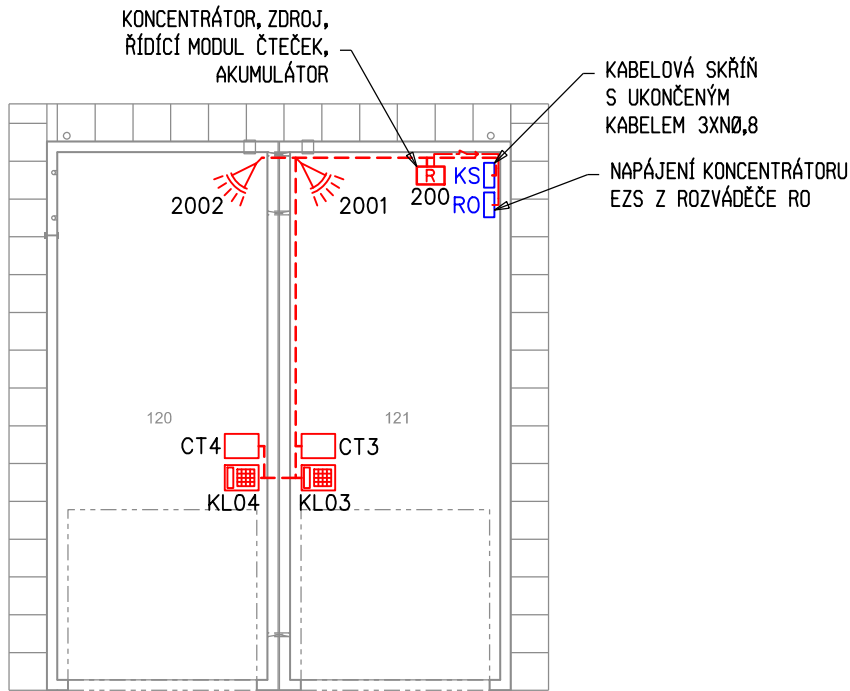 KONCENTRÁTOR, ZDROJ,
ŘÍDÍCÍ MODUL ČTEČEK,
AKUMULÁTOR
KABELOVÁ SKŘÍŇ
S UKONČENÝM
KABELEM 3XN0,8
NAPÁJENÍ KONCENTRÁTORU
EZS Z ROZVÁDĚČE RO
R
KS
200
RO
2002
2001
120
121
CT4
CT3
KL04
KL03